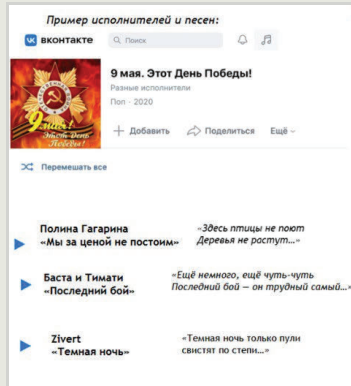 Пример исполнителей и песен:
вконтакте
Поиск
9 мая. Этот День Победы!
Разные исполнители
Поп · 2020
Добавить
Поделиться
Ещё
9 мая!
Этот день
Победы!
Перемешать все
Полина Гагарина
«Мы за ценой не постоим»
«Здесь птицы не поют
Деревья не растут...»
Баста и Тимати
«Последний бой»
«Ещё немного, ещё чуть-чуть
Последний бой — он трудный самый...»
Zivert
«Темная ночь»
«Темная ночь только пули
свистят по степи...»